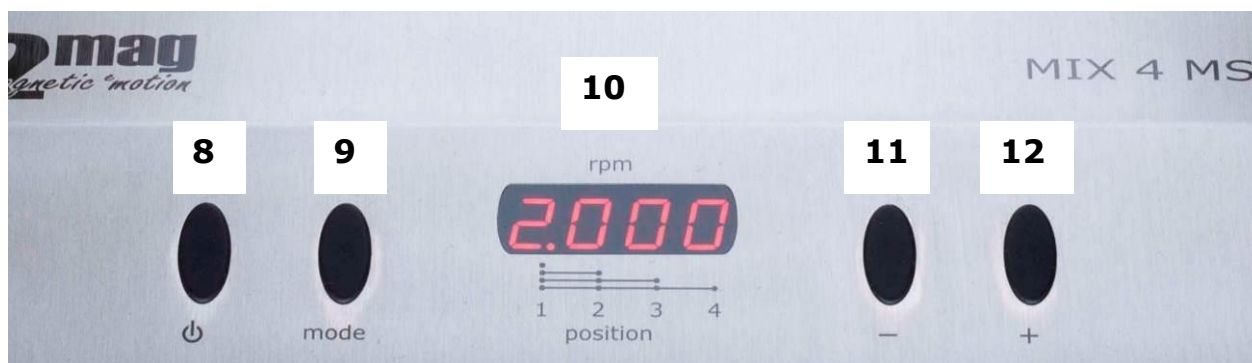 2mag
magnetic eMotion
MIX 4 MS
10
8
9
11
12
rpm
2.000
1 2 3 4
mode
position
− +